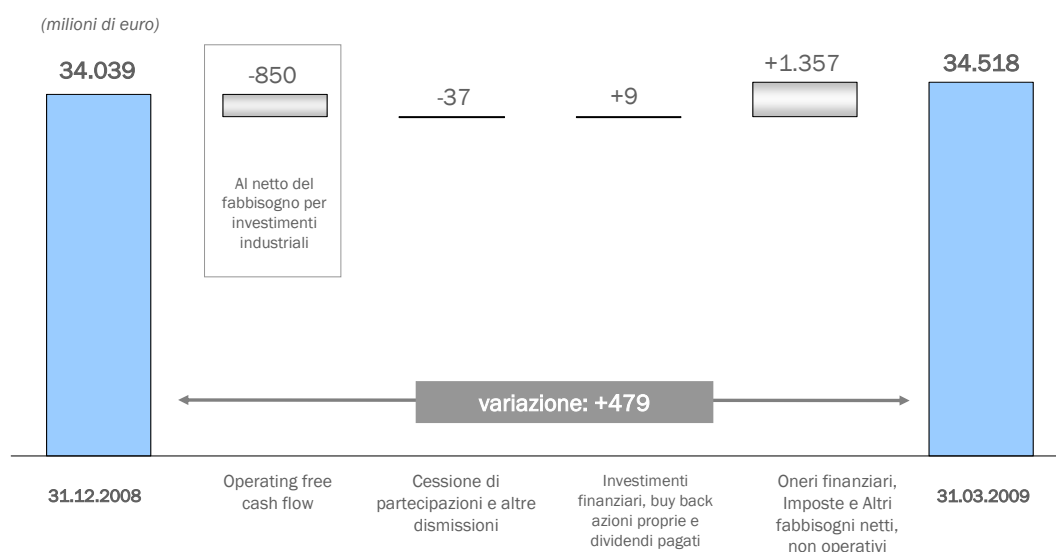 (milioni di euro)
34.039
-850
-37
+9
+1.357
34.518
Al netto del
fabbisogno per
investimenti
industriali
variazione: +479
31.12.2008
Operating free
cash flow
Cessione di
partecipazioni e altre
dismissioni
Investimenti
finanziari, buy back
azioni proprie e
dividendi pagati
Oneri finanziari,
Imposte e Altri
fabbisogni netti,
non operativi
31.03.2009